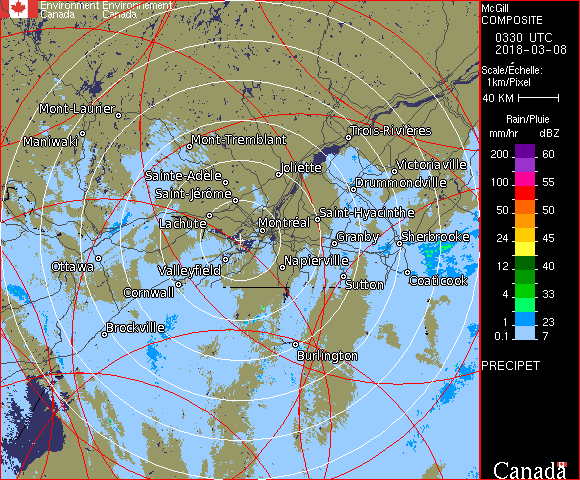 Environment Environnement
Canada Canada
McGill
COMPOSITE
0330 UTC
2018-03-08
Scale/Échelle:
1km/Pixel
40 KM
Rain/Pluie
mm/hr dBZ
200 60
100 55
50 50
24 45
12 40
4 33
1 23
0.1 7
PRECIPET
Mont-Laurier
Maniwaki
Mont-Tremblant
Trois-Rivières
Sainte-Adèle
Joliette
Victoriaville
Saint-Jérôme
Drummondville
Lachute
Montréal
Saint-Hyacinthe
Granby
Sherbrooke
Ottawa
Valleyfield
Napierville
Cornwall
Sutton
Coaticook
Brockville
Burlington
Canada